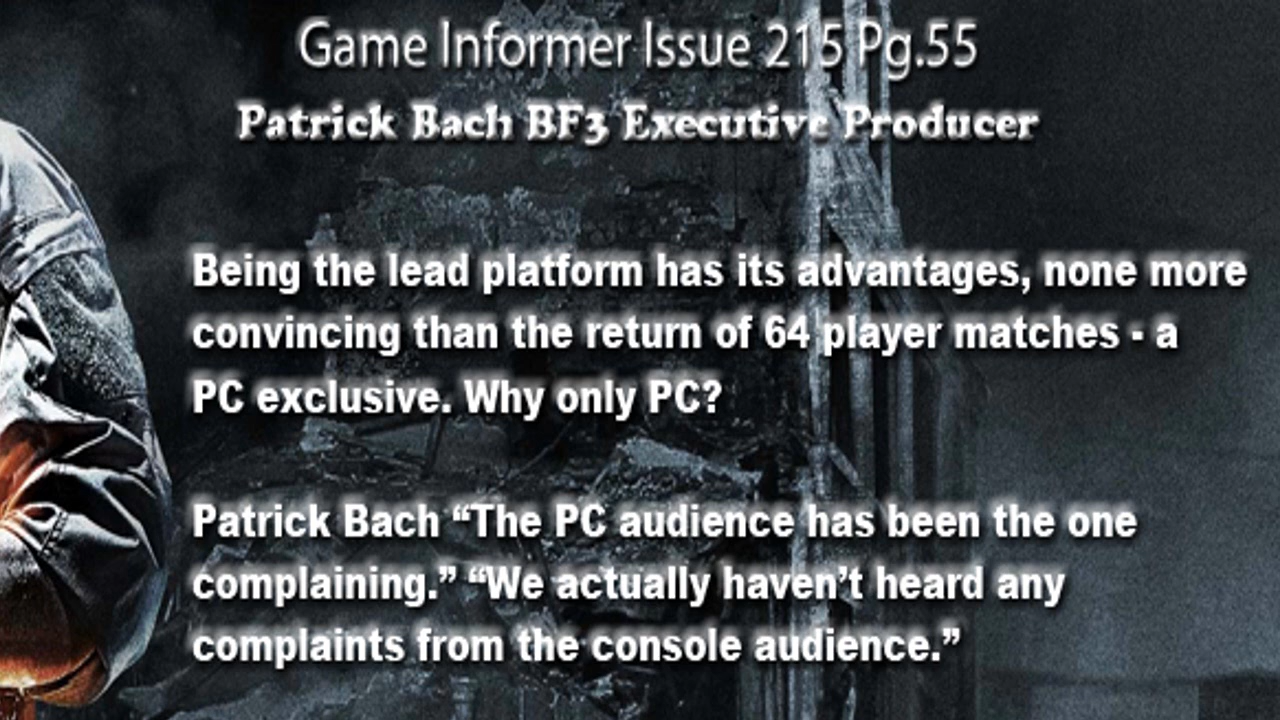 Game Informer Issue 215 Pg.55
Patrick Bach BF3 Executive Producer
Being the lead platform has its advantages, none more
convincing than the return of 64 player matches - a
PC exclusive. Why only PC?
Patrick Bach “The PC audience has been the one
complaining.” “We actually haven’t heard any
complaints from the console audience.”